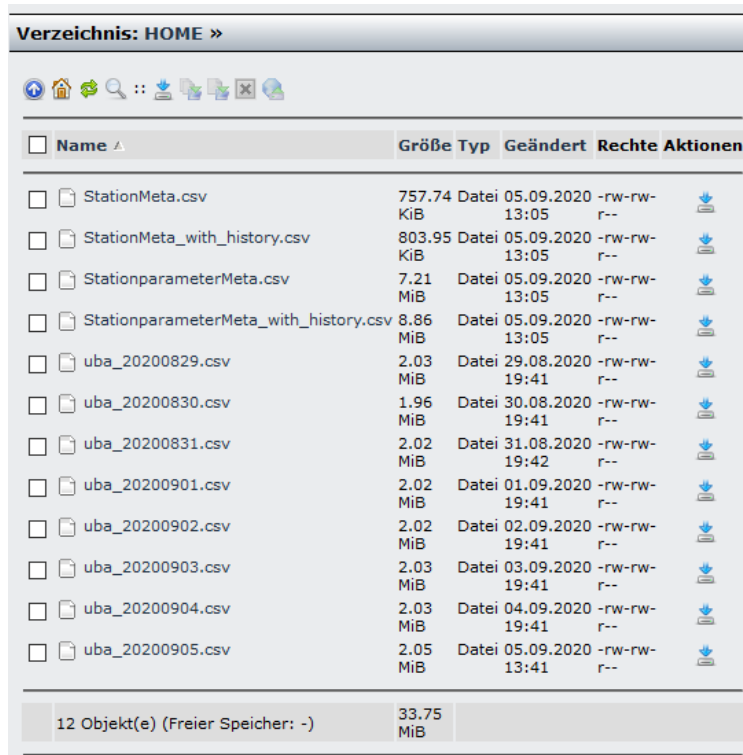 Verzeichnis: HOME »
Name Größe Typ Geändert Rechte Aktionen
StationMeta.csv 757.74 KiB Datei 05.09.2020 13:05 -rw-rw-r--
StationMeta_with_history.csv 803.95 KiB Datei 05.09.2020 13:05 -rw-rw-r--
StationparameterMeta.csv 7.21 MiB Datei 05.09.2020 13:05 -rw-rw-r--
StationparameterMeta_with_history.csv 8.86 MiB Datei 05.09.2020 13:05 -rw-rw-r--
uba_20200829.csv 2.03 MiB Datei 29.08.2020 19:41 -rw-rw-r--
uba_20200830.csv 1.96 MiB Datei 30.08.2020 19:41 -rw-rw-r--
uba_20200831.csv 2.02 MiB Datei 31.08.2020 19:42 -rw-rw-r--
uba_20200901.csv 2.02 MiB Datei 01.09.2020 19:41 -rw-rw-r--
uba_20200902.csv 2.02 MiB Datei 02.09.2020 19:41 -rw-rw-r--
uba_20200903.csv 2.03 MiB Datei 03.09.2020 19:41 -rw-rw-r--
uba_20200904.csv 2.03 MiB Datei 04.09.2020 19:41 -rw-rw-r--
uba_20200905.csv 2.05 MiB Datei 05.09.2020 13:41 -rw-rw-r--
12 Objekt(e) (Freier Speicher: -) 33.75 MiB